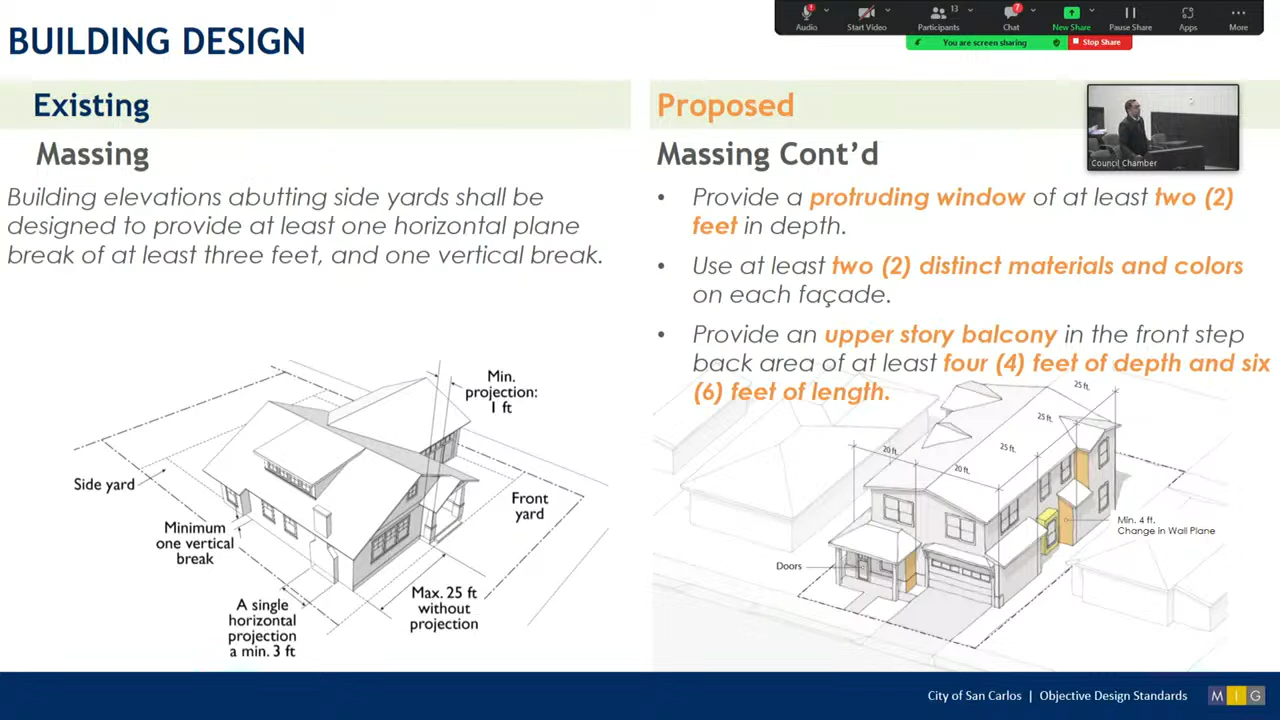 BUILDING DESIGN
Audio
Start Video
13
Participants
7
Chat
New Share
Pause Share
Apps
More
You are screen sharing
Stop Share
Existing
Massing
Building elevations abutting side yards shall be
designed to provide at least one horizontal plane
break of at least three feet, and one vertical break.
Min.
projection:
1 ft
Side yard
Front
yard
Minimum
one vertical
break
A single
horizontal
projection
a min. 3 ft
Max. 25 ft
without
projection
Proposed
Council Chamber
Massing Cont'd
• Provide a protruding window of at least two (2)
feet in depth.
• Use at least two (2) distinct materials and colors
on each façade.
• Provide an upper story balcony in the front step
back area of at least four (4) feet of depth and six
(6) feet of length.
25 ft.
25 ft.
25 ft.
20 ft.
20 ft.
Min. 4 ft.
Change in Wall Plane
Doors
City of San Carlos | Objective Design Standards
M I G